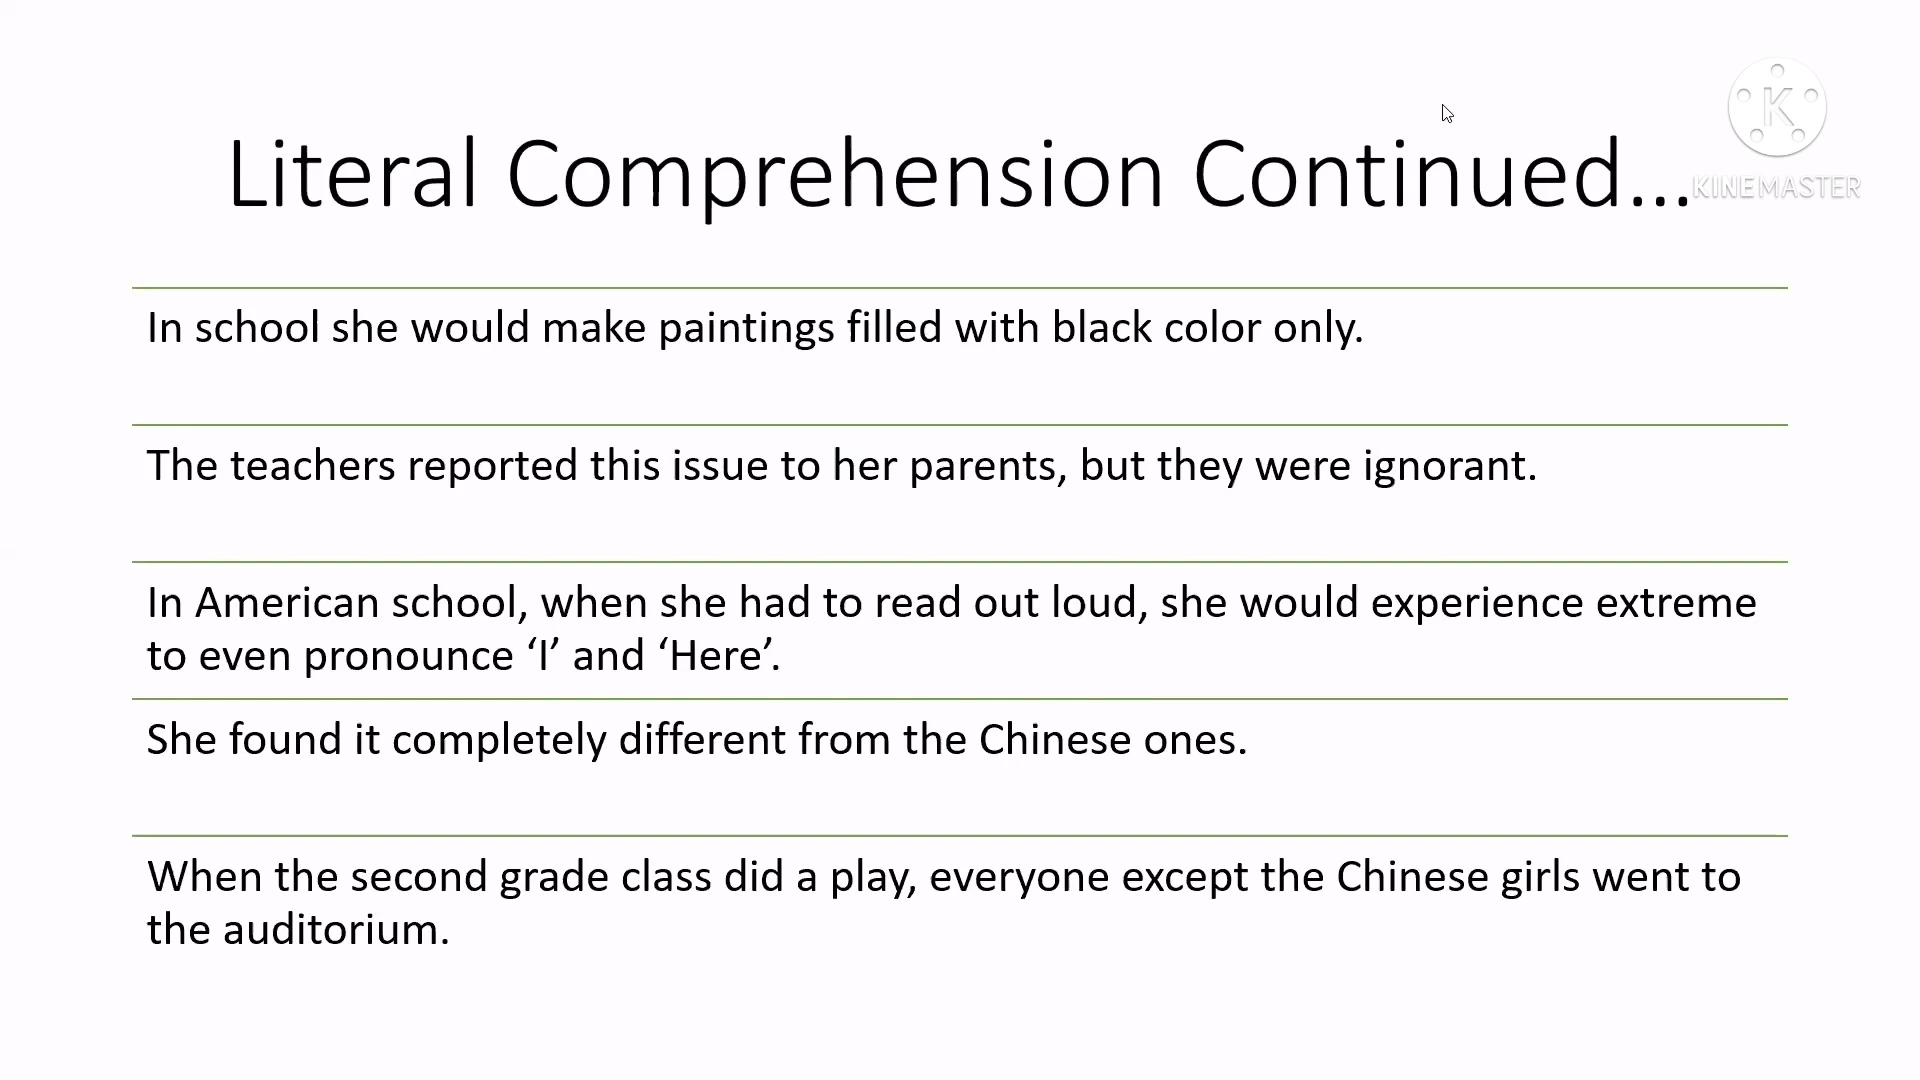 Literal Comprehension Continued...
K
KINEMASTER
In school she would make paintings filled with black color only.
The teachers reported this issue to her parents, but they were ignorant.
In American school, when she had to read out loud, she would experience extreme
to even pronounce ‘I’ and ‘Here’.
She found it completely different from the Chinese ones.
When the second grade class did a play, everyone except the Chinese girls went to
the auditorium.